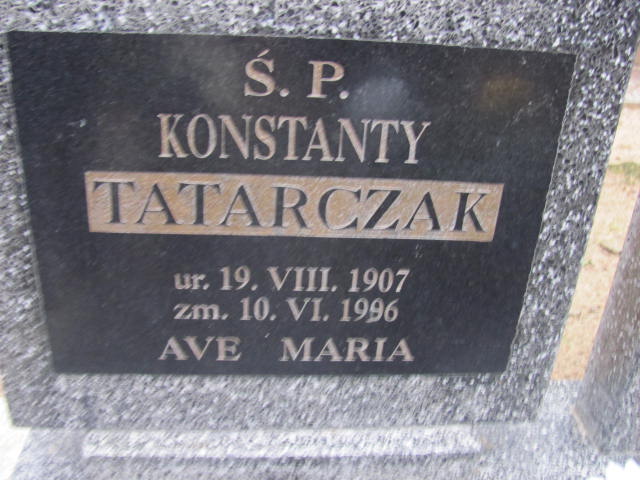 Ś. P.
KONSTANTY
TATARCZAK
ur. 19. VIII. 1907
zm. 10. VI. 1996
AVE MARIA